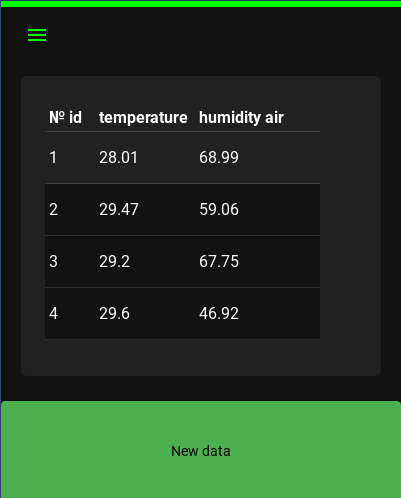 № id temperature humidity air
1 28.01 68.99
2 29.47 59.06
3 29.2 67.75
4 29.6 46.92
New data